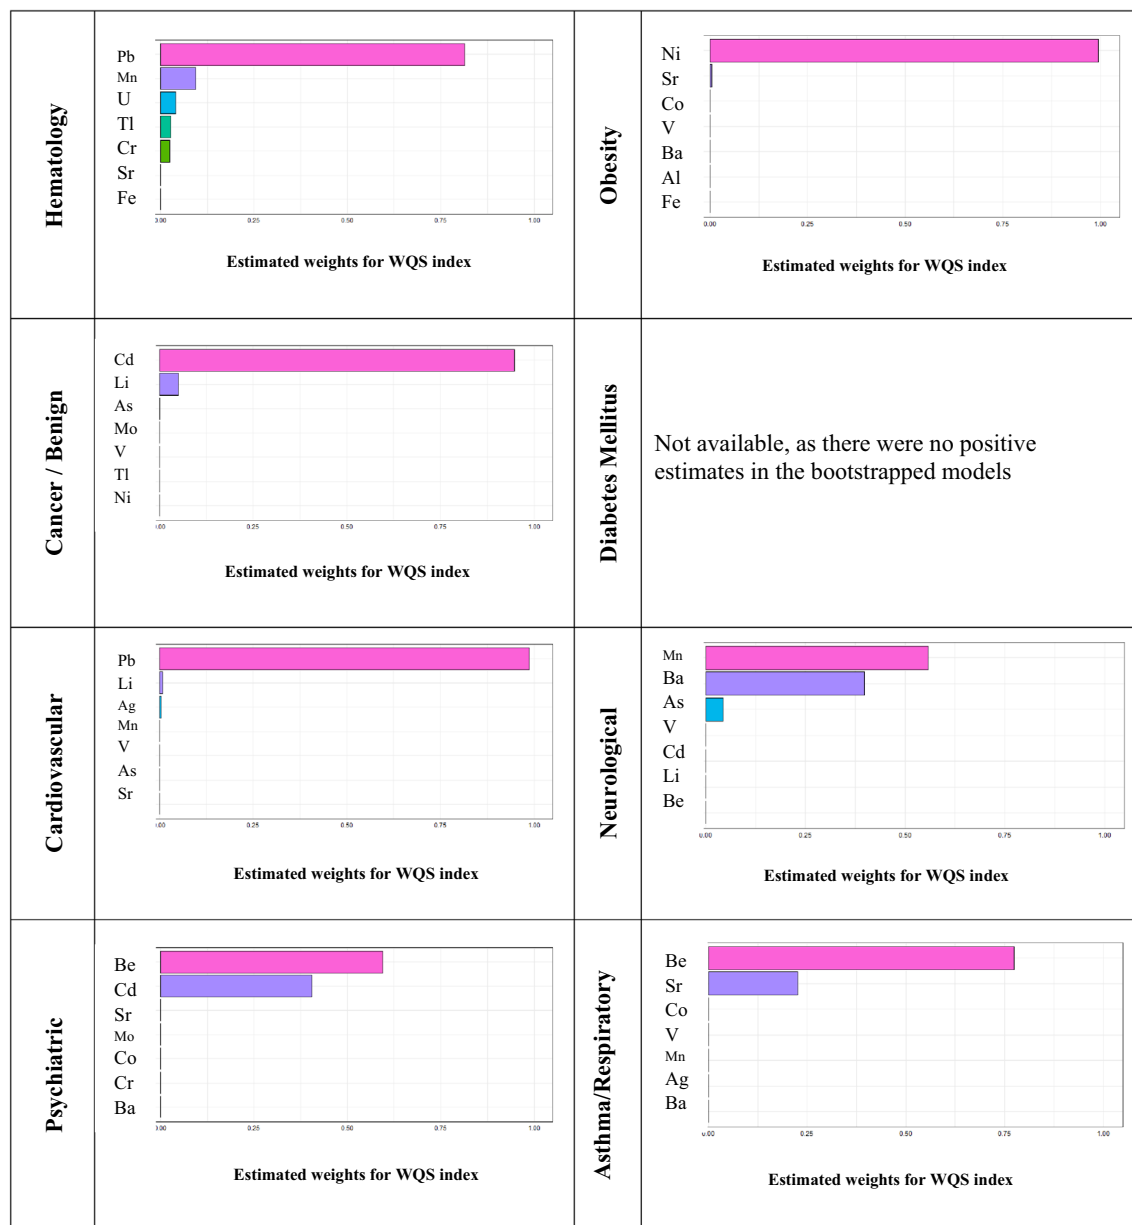 Hematology
Pb
Mn
U
Tl
Cr
Sr
Fe
0.00 0.25 0.50 0.75 1.00
Estimated weights for WQS index
Obesity
Ni
Sr
Co
V
Ba
Al
Fe
0.00 0.25 0.50 0.75 1.00
Estimated weights for WQS index
Cancer / Benign
Cd
Li
As
Mo
V
Tl
Ni
0.00 0.25 0.50 0.75 1.00
Estimated weights for WQS index
Diabetes Mellitus
Not available, as there were no positive
estimates in the bootstrapped models
Cardiovascular
Pb
Li
Ag
Mn
V
As
Sr
0.00 0.25 0.50 0.75 1.00
Estimated weights for WQS index
Neurological
Mn
Ba
As
V
Cd
Li
Be
0.00 0.25 0.50 0.75 1.00
Estimated weights for WQS index
Psychiatric
Be
Cd
Sr
Mo
Co
Cr
Ba
0.00 0.25 0.50 0.75 1.00
Estimated weights for WQS index
Asthma/Respiratory
Be
Sr
Co
V
Mn
Ag
Ba
0.00 0.25 0.50 0.75 1.00
Estimated weights for WQS index